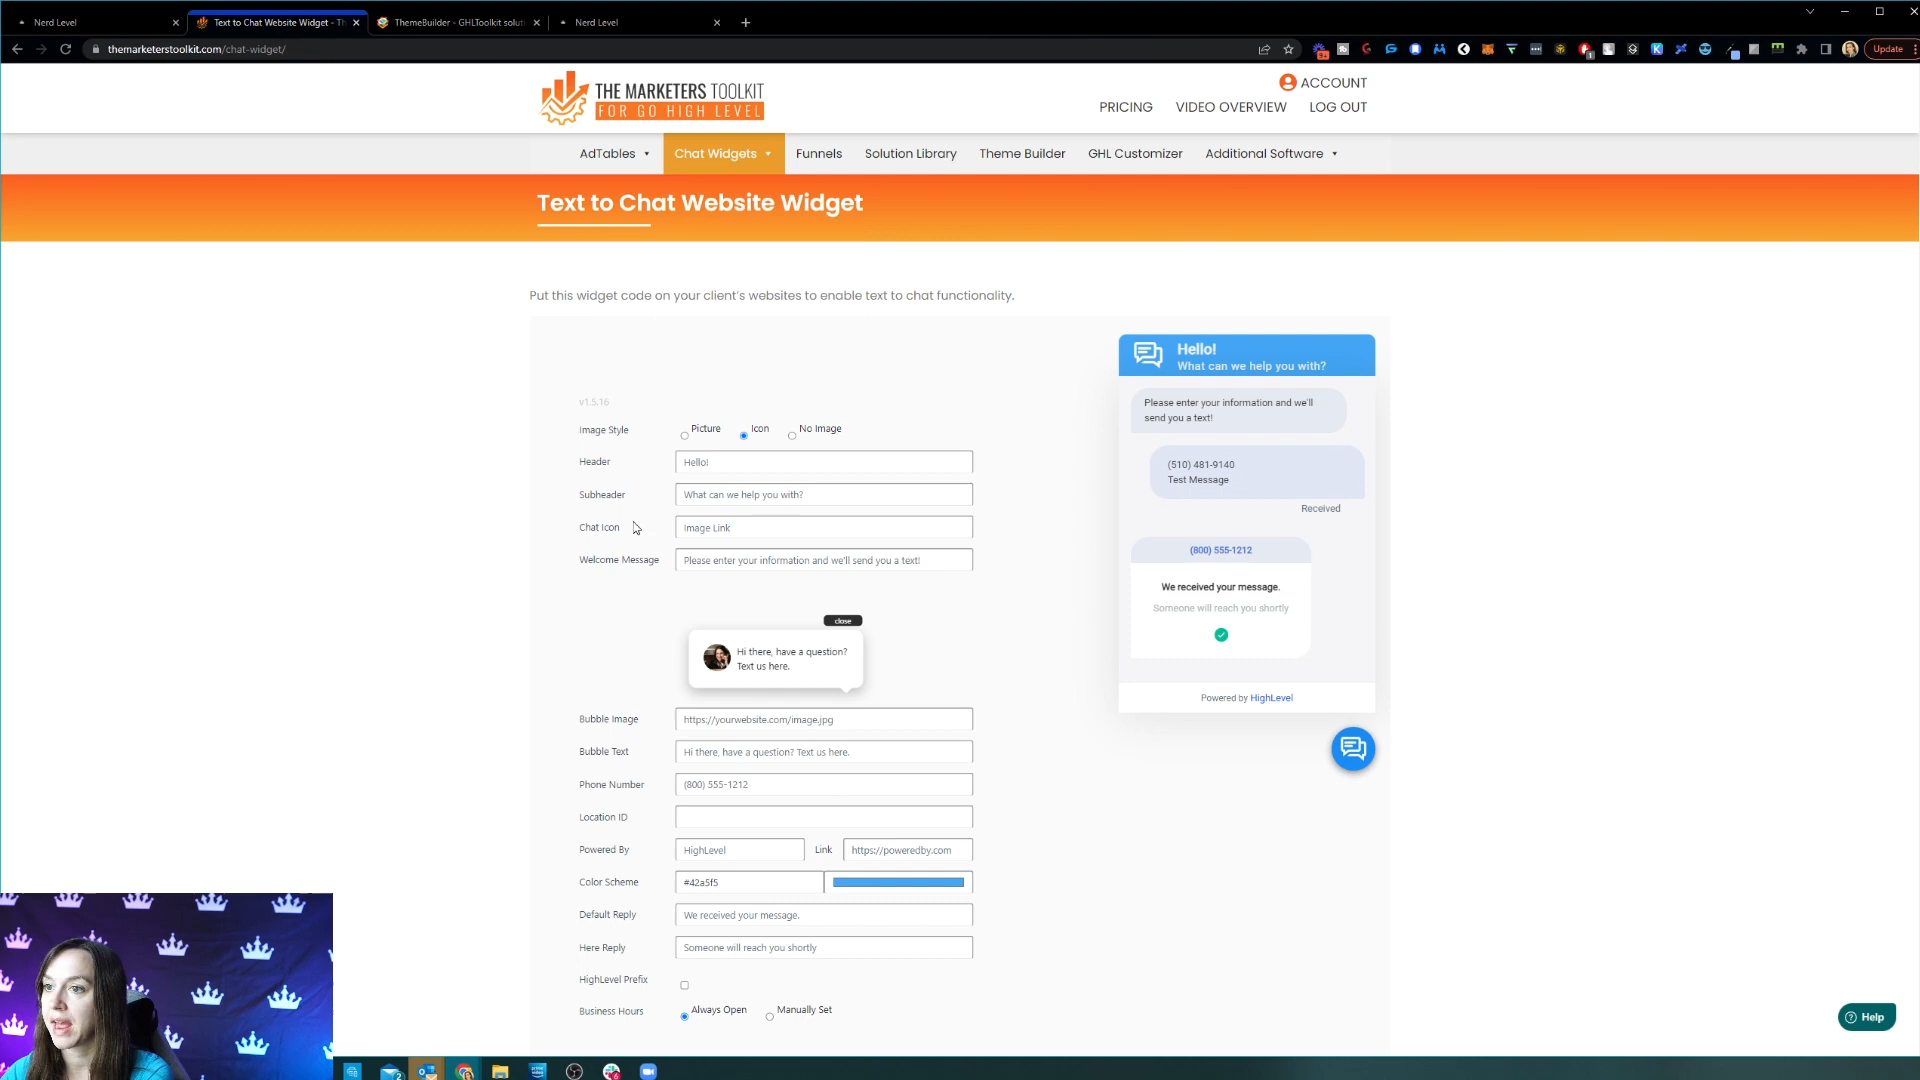 Nerd Level
Text to Chat Website Widget - Th
ThemeBuilder - GHLToolkit soluti
Nerd Level
themarketerstoolkit.com/chat-widget/
Update
THE MARKETERS TOOLKIT
FOR GO HIGH LEVEL
ACCOUNT
PRICING
VIDEO OVERVIEW
LOG OUT
AdTables
Chat Widgets
Funnels
Solution Library
Theme Builder
GHL Customizer
Additional Software
Text to Chat Website Widget
Put this widget code on your client's websites to enable text to chat functionality.
v1.5.16
Image Style
Picture
Icon
No Image
Header
Hello!
Subheader
What can we help you with?
Chat Icon
Image Link
Welcome Message
Please enter your information and we'll send you a text!
close
Hi there, have a question?
Text us here.
Bubble Image
https://yourwebsite.com/image.jpg
Bubble Text
Hi there, have a question? Text us here.
Phone Number
(800) 555-1212
Location ID
Powered By
HighLevel
Link
https://poweredby.com
Color Scheme
#42a5f5
Default Reply
We received your message.
Here Reply
Someone will reach you shortly
HighLevel Prefix
Business Hours
Always Open
Manually Set
Hello!
What can we help you with?
Please enter your information and we'll
send you a text!
(510) 481-9140
Test Message
Received
(800) 555-1212
We received your message.
Someone will reach you shortly
Powered by HighLevel
Help